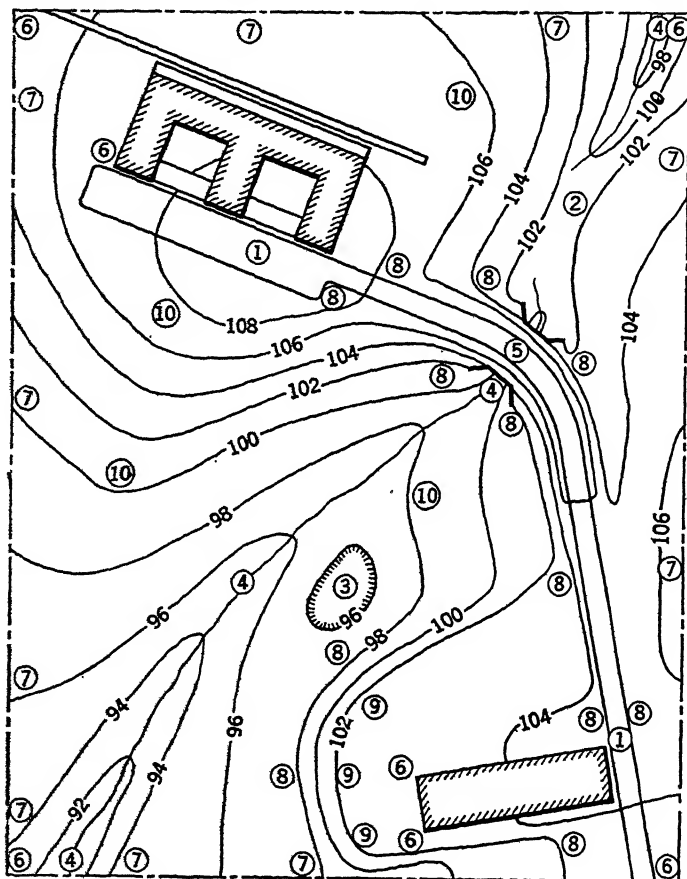 ⑥ ⑦ ⑦ ④ ⑥
98
⑦ ⑩ 100
106 102 ⑦
⑥ 104
②
102
① ⑧ ⑧
⑧
⑩ 108 104
106 ⑤ ⑧
104
⑧
⑦ 102 ④
100 ⑧
⑩ ⑩
98 106
④ ③ ⑧ ⑦
96 96 100
⑧ 98
⑦ 94 102 ⑨
96 104 ⑧ ⑧
94 ①
⑧ ⑨ ⑥
92
⑦ ⑨ ⑥ ⑧
⑥ ④ ⑦ ⑦ ⑥